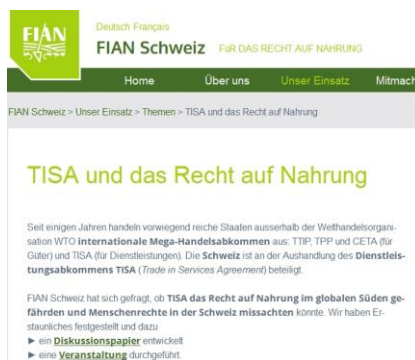 FIAN
Deutsch Français
FIAN Schweiz FüR DAS RECHT AUF NAHRUNG
Home Über uns Unser Einsatz Mitmach
FIAN Schweiz > Unser Einsatz > Themen > TISA und das Recht auf Nahrung
TISA und das Recht auf Nahrung
Seit einigen Jahren handeln vorwiegend reiche Staaten ausserhalb der Welthandelsorgani-
sation WTO internationale Mega-Handelsabkommen aus: TTIP, TPP und CETA (für
Güter) und TISA (für Dienstleistungen). Die Schweiz ist an der Aushandlung des Dienstleis-
tungsabkommens TISA (Trade in Services Agreement) beteiligt.
FIAN Schweiz hat sich gefragt, ob TISA das Recht auf Nahrung im globalen Süden ge-
fährden und Menschenrechte in der Schweiz missachten könnte. Wir haben Er-
staunliches festgestellt und dazu
► ein Diskussionspapier entwickelt
► eine Veranstaltung durchgeführt.